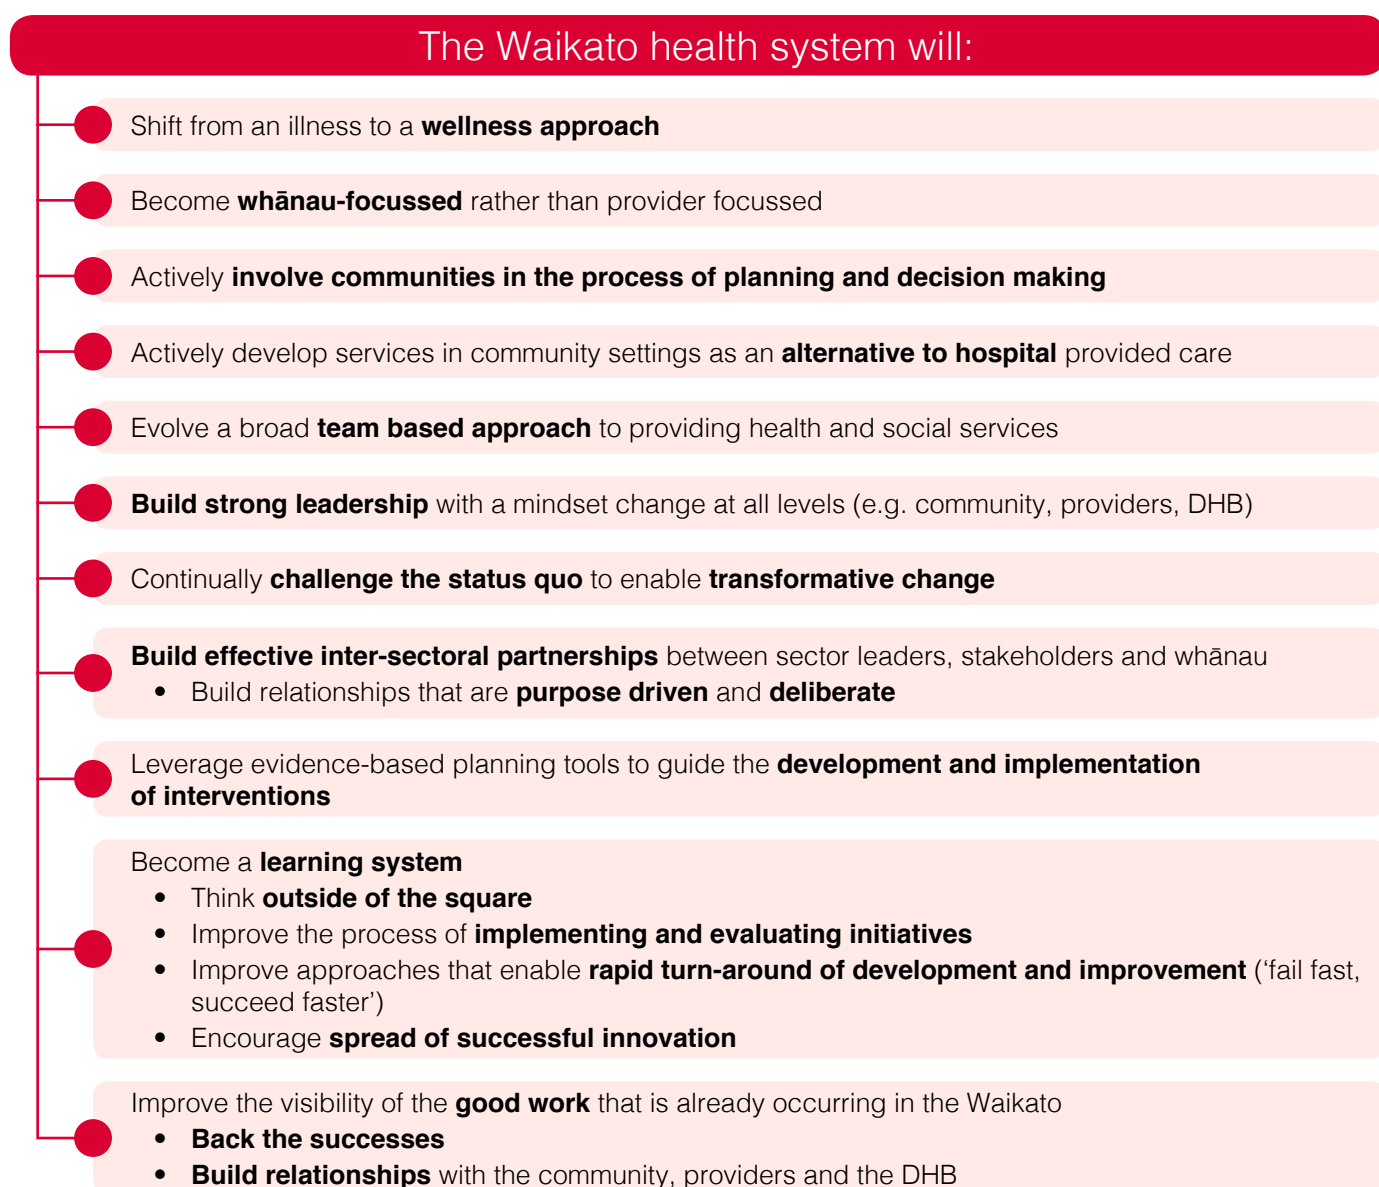 The Waikato health system will:
Shift from an illness to a wellness approach
Become whānau-focussed rather than provider focussed
Actively involve communities in the process of planning and decision making
Actively develop services in community settings as an alternative to hospital provided care
Evolve a broad team based approach to providing health and social services
Build strong leadership with a mindset change at all levels (e.g. community, providers, DHB)
Continually challenge the status quo to enable transformative change
Build effective inter-sectoral partnerships between sector leaders, stakeholders and whānau
• Build relationships that are purpose driven and deliberate
Leverage evidence-based planning tools to guide the development and implementation
of interventions
Become a learning system
• Think outside of the square
• Improve the process of implementing and evaluating initiatives
• Improve approaches that enable rapid turn-around of development and improvement (‘fail fast,
succeed faster’)
• Encourage spread of successful innovation
Improve the visibility of the good work that is already occurring in the Waikato
• Back the successes
• Build relationships with the community, providers and the DHB